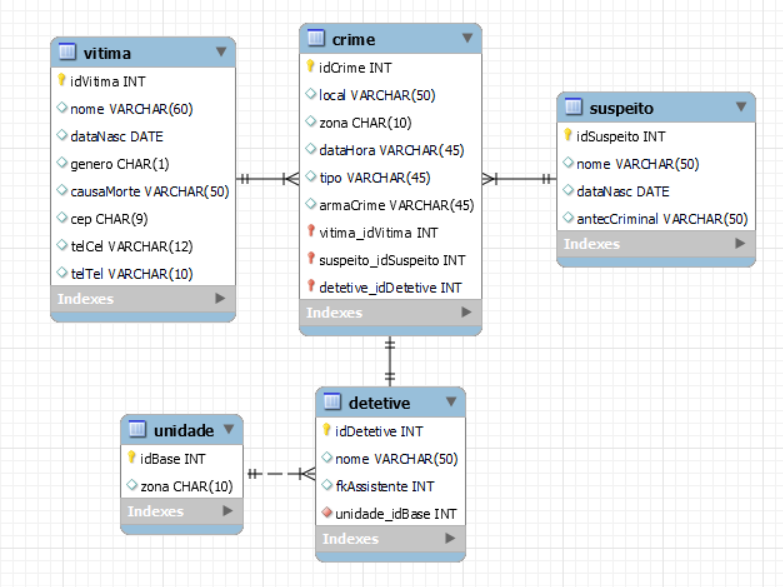 vitima
idVitima INT
nome VARCHAR(60)
dataNasc DATE
genero CHAR(1)
causaMorte VARCHAR(50)
cep CHAR(9)
telCel VARCHAR(12)
telTel VARCHAR(10)
Indexes
crime
idCrime INT
local VARCHAR(50)
zona CHAR(10)
dataHora VARCHAR(45)
tipo VARCHAR(45)
armaCrime VARCHAR(45)
vitima_idVitima INT
suspeito_idSuspeito INT
detetive_idDetetive INT
Indexes
suspeito
idSuspeito INT
nome VARCHAR(50)
dataNasc DATE
antecCriminal VARCHAR(50)
Indexes
unidade
idBase INT
zona CHAR(10)
Indexes
detetive
idDetetive INT
nome VARCHAR(50)
fkAssistente INT
unidade_idBase INT
Indexes